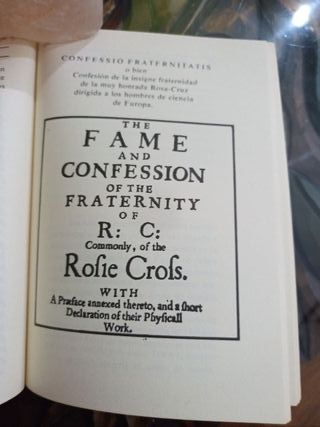 CONFESSIO FRATERNITATIS
o bien
Confesión de la insigne fraternidad
de la muy honrada Rosa-Cruz
dirigida a los hombres de ciencia
de Europa.
THE
FAME
AND
CONFESSION
OF THE
FRATERNITY
OF
R: C:
Commonly, of the
Rosie Cross.
WITH
A Præface annexed thereto, and a short
Declaration of their Physicall
Work.